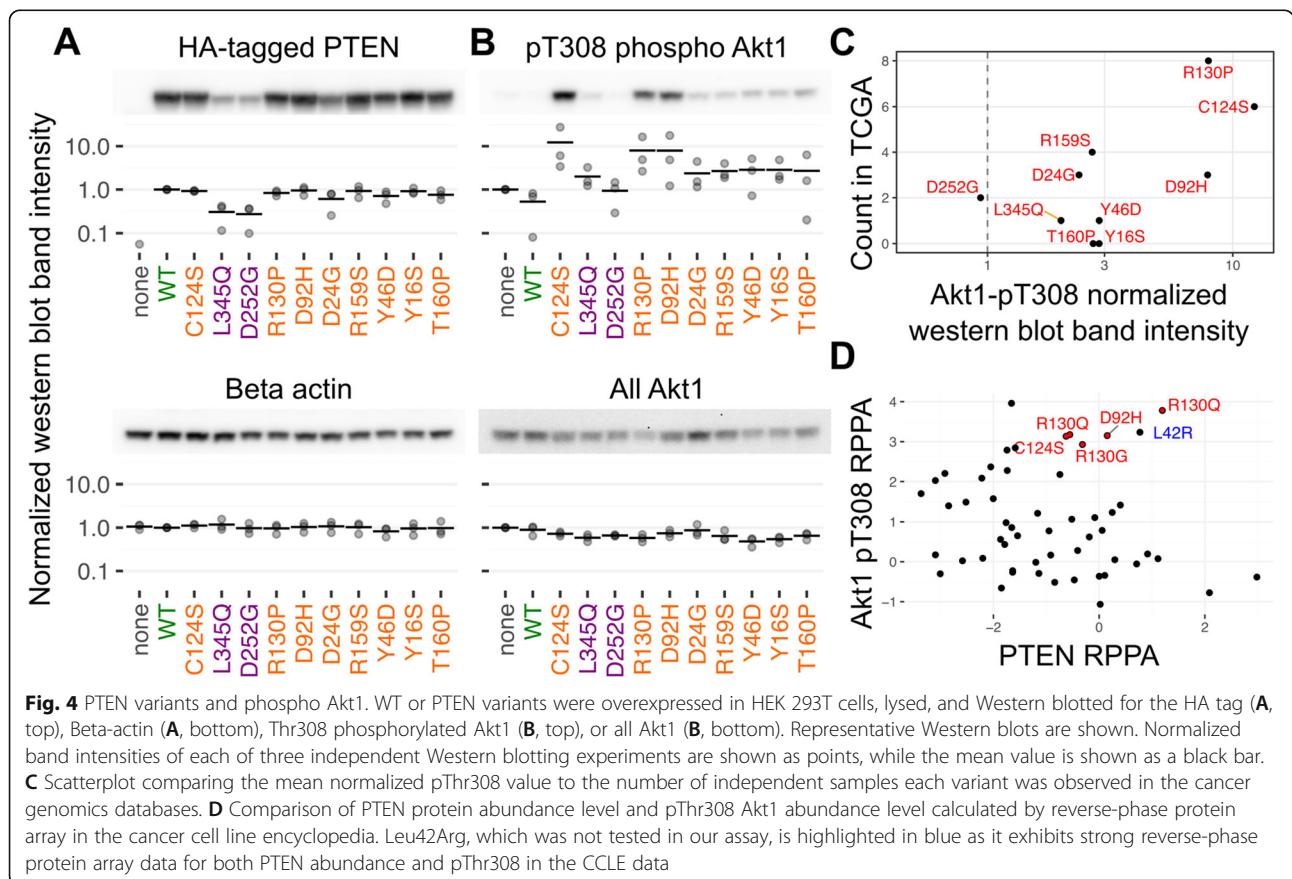 A
HA-tagged PTEN
B
pT308 phospho Akt1
Normalized western blot band intensity
10.0
1.0
0.1
none
WT
C124S
L345Q
D252G
R130P
D92H
D24G
R159S
Y46D
Y16S
T160P
none
WT
C124S
L345Q
D252G
R130P
D92H
D24G
R159S
Y46D
Y16S
T160P
Beta actin
All Akt1
10.0
1.0
0.1
none
WT
C124S
L345Q
D252G
R130P
D92H
D24G
R159S
Y46D
Y16S
T160P
none
WT
C124S
L345Q
D252G
R130P
D92H
D24G
R159S
Y46D
Y16S
T160P
C
Count in TCGA
8
6
4
2
0
R130P
C124S
R159S
D24G
D92H
D252G
L345Q
Y46D
T160P
Y16S
1
3
10
Akt1-pT308 normalized
western blot band intensity
D
Akt1 pT308 RPPA
4
3
2
1
0
−1
R130Q
D92H
R130Q
L42R
C124S
R130G
−2
0
2
PTEN RPPA
Fig. 4 PTEN variants and phospho Akt1. WT or PTEN variants were overexpressed in HEK 293T cells, lysed, and Western blotted for the HA tag (A,
top), Beta-actin (A, bottom), Thr308 phosphorylated Akt1 (B, top), or all Akt1 (B, bottom). Representative Western blots are shown. Normalized
band intensities of each of three independent Western blotting experiments are shown as points, while the mean value is shown as a black bar.
C Scatterplot comparing the mean normalized pThr308 value to the number of independent samples each variant was observed in the cancer
genomics databases. D Comparison of PTEN protein abundance level and pThr308 Akt1 abundance level calculated by reverse-phase protein
array in the cancer cell line encyclopedia. Leu42Arg, which was not tested in our assay, is highlighted in blue as it exhibits strong reverse-phase
protein array data for both PTEN abundance and pThr308 in the CCLE data